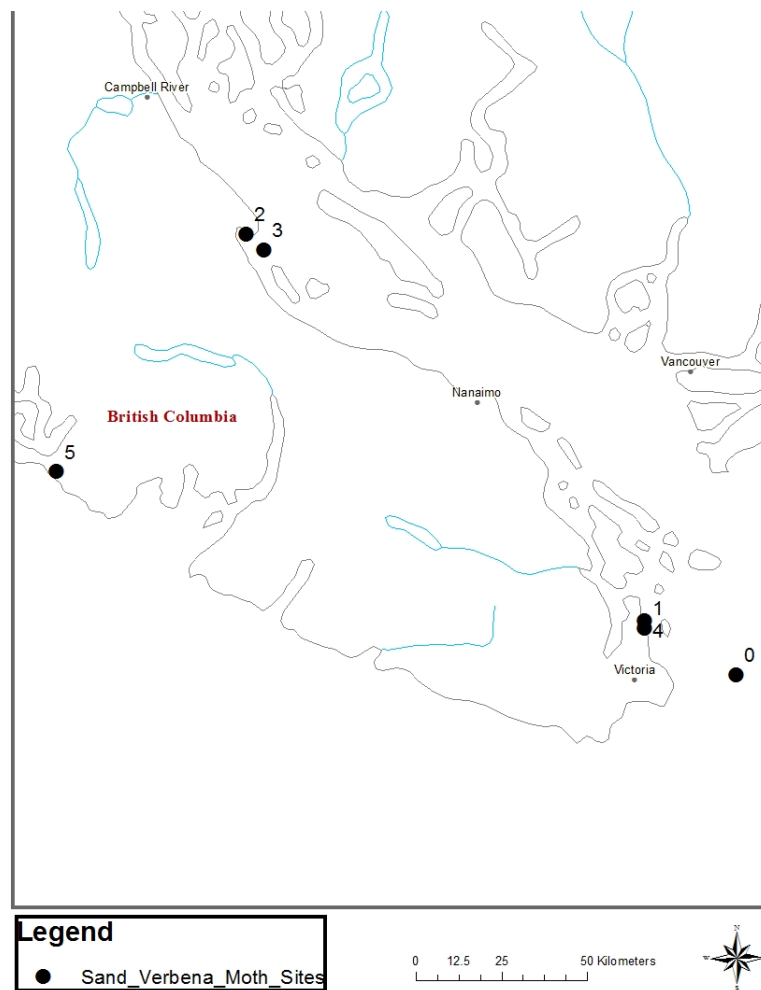 Campbell River
2
3
Vancouver
Nanaimo
British Columbia
5
1
4
0
Victoria
Legend
Sand_Verbena_Moth_Sites
0 12.5 25 50 Kilometers
N
W E
S